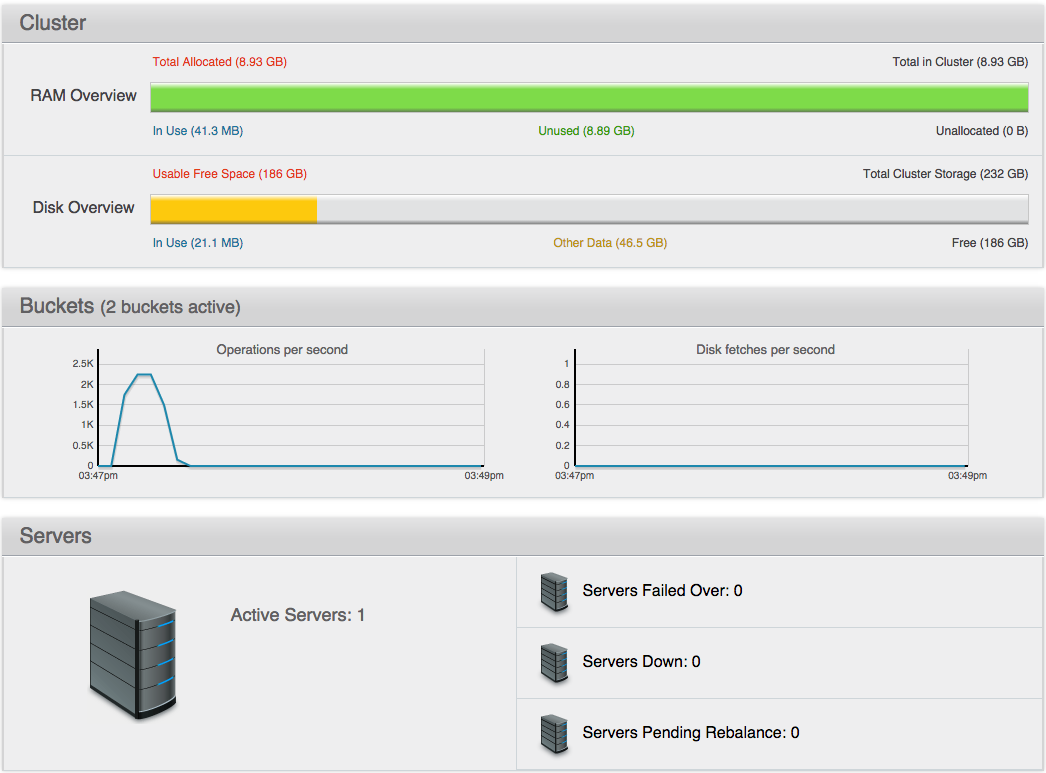 Cluster
Total Allocated (8.93 GB) Total in Cluster (8.93 GB)
RAM Overview
In Use (41.3 MB) Unused (8.89 GB) Unallocated (0 B)
Usable Free Space (186 GB) Total Cluster Storage (232 GB)
Disk Overview
In Use (21.1 MB) Other Data (46.5 GB) Free (186 GB)
Buckets (2 buckets active)
Operations per second
2.5K
2K
1.5K
1K
0.5K
0
03:47pm 03:49pm
Disk fetches per second
1
0.8
0.6
0.4
0.2
0
03:47pm 03:49pm
Servers
Active Servers: 1
Servers Failed Over: 0
Servers Down: 0
Servers Pending Rebalance: 0